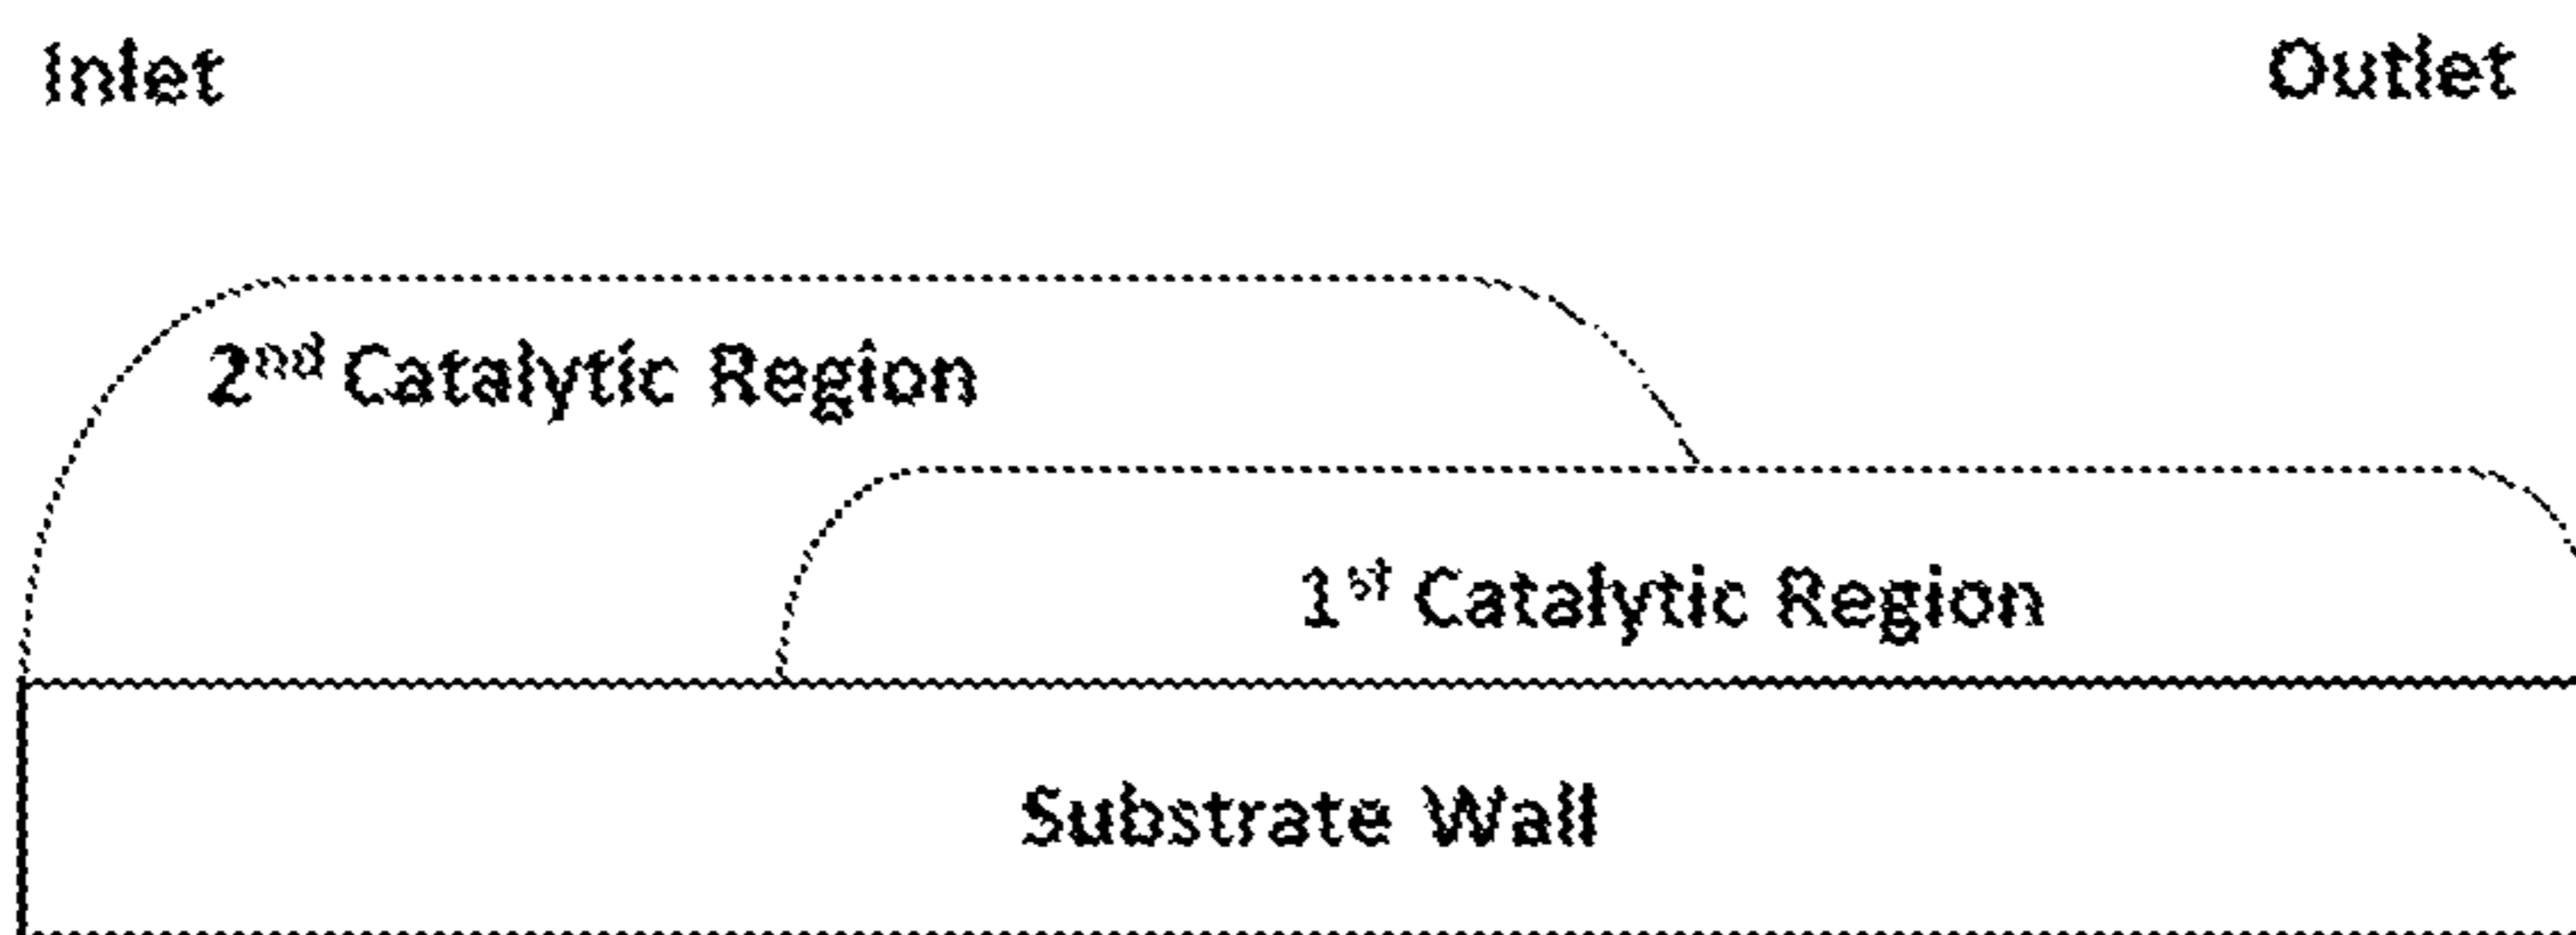 Inlet
Outlet
2nd Catalytic Region
1st Catalytic Region
Substrate Wall